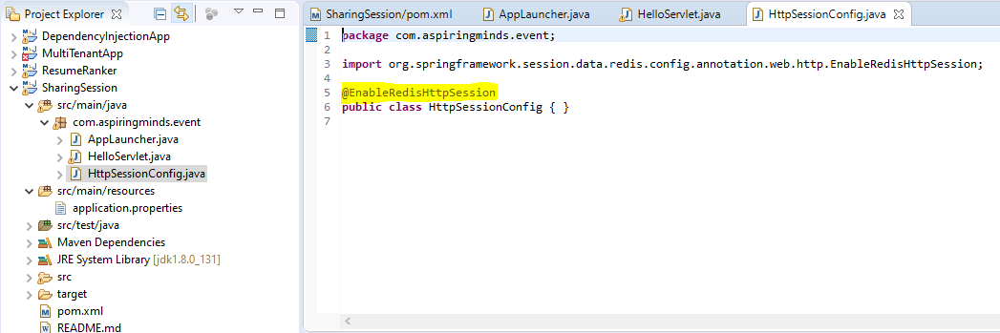 Project Explorer
DependencyInjectionApp
MultiTenantApp
ResumeRanker
SharingSession
src/main/java
com.aspiringminds.event
AppLauncher.java
HelloServlet.java
HttpSessionConfig.java
src/main/resources
application.properties
src/test/java
Maven Dependencies
JRE System Library [jdk1.8.0_131]
src
target
pom.xml
README.md
SharingSession/pom.xml AppLauncher.java HelloServlet.java HttpSessionConfig.java
1 package com.aspiringminds.event;
2
3 import org.springframework.session.data.redis.config.annotation.web.http.EnableRedisHttpSession;
4
5 @EnableRedisHttpSession
6 public class HttpSessionConfig { }
7